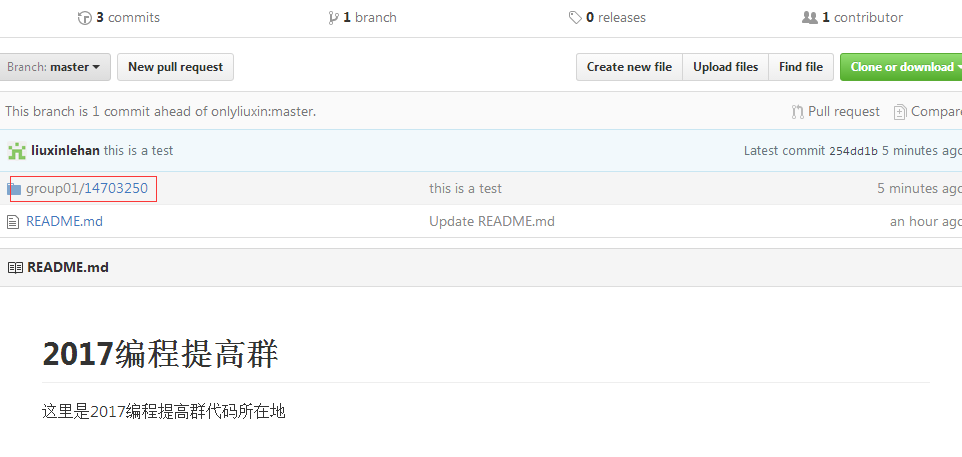 3 commits 1 branch 0 releases 1 contributor
Branch: master New pull request Create new file Upload files Find file Clone or download
This branch is 1 commit ahead of onlyliuxin:master. Pull request Compare
liuxinlehan this is a test Latest commit 254dd1b 5 minutes ago
group01/14703250 this is a test 5 minutes ago
README.md Update README.md an hour ago
README.md
2017编程提高群
这里是2017编程提高群代码所在地